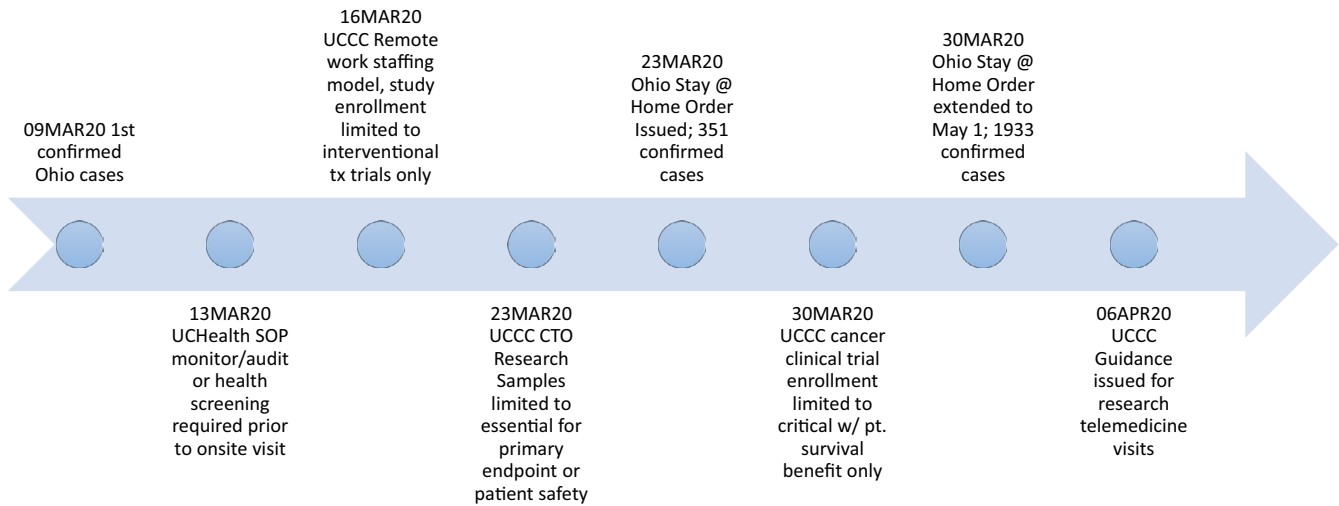 09MAR20 1st
confirmed
Ohio cases
13MAR20
UCHealth SOP
monitor/audit
or health
screening
required prior
to onsite visit
16MAR20
UCCC Remote
work staffing
model, study
enrollment
limited to
interventional
tx trials only
23MAR20
UCCC CTO
Research
Samples
limited to
essential for
primary
endpoint or
patient safety
23MAR20
Ohio Stay @
Home Order
Issued; 351
confirmed
cases
30MAR20
UCCC cancer
clinical trial
enrollment
limited to
critical w/ pt.
survival
benefit only
30MAR20
Ohio Stay @
Home Order
extended to
May 1; 1933
confirmed
cases
06APR20
UCCC
Guidance
issued for
research
telemedicine
visits